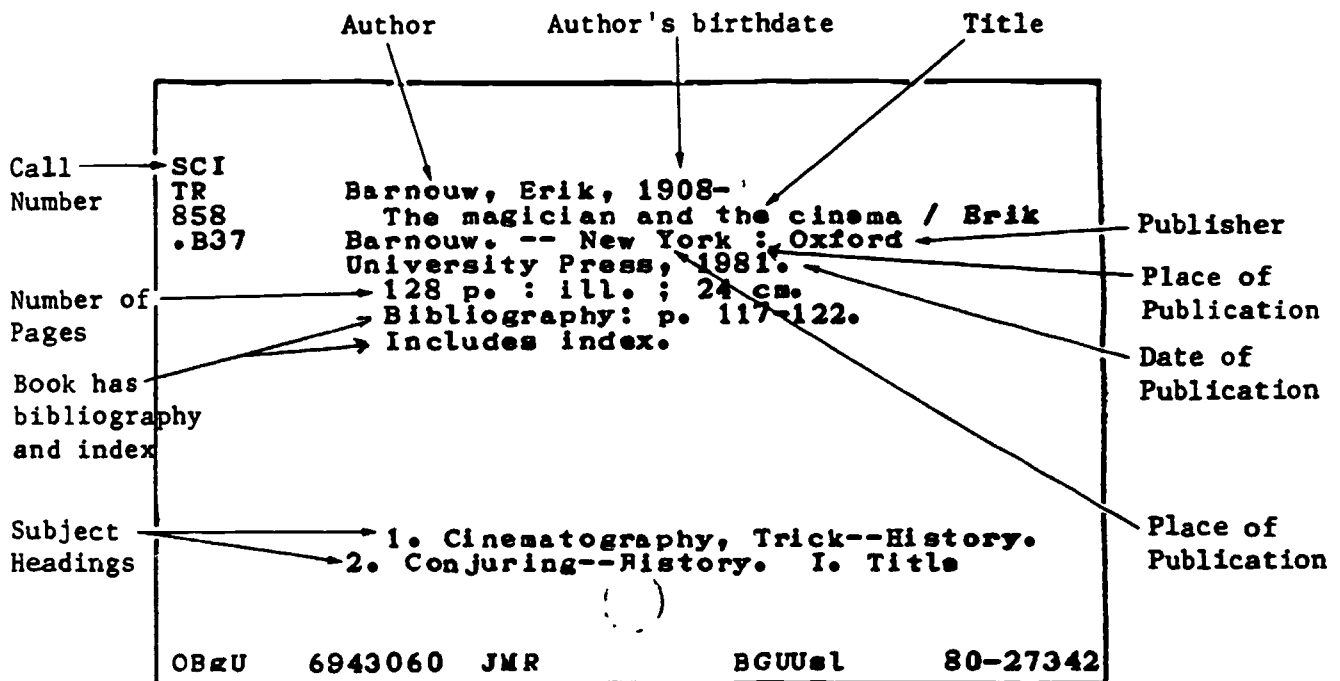 Author Author's birthdate Title
Call
Number
SCI
TR
858
.B37
Barnouw, Erik, 1908-
The magician and the cinema / Erik
Barnouw. -- New York : Oxford
University Press, 1981.
128 p. : ill. ; 24 cm.
Bibliography: p. 117-122.
Includes index.
Publisher
Place of
Publication
Date of
Publication
Number of
Pages
Book has
bibliography
and index
Subject
Headings
1. Cinematography, Trick--History.
2. Conjuring--History. I. Title
Place of
Publication
OBgU 6943060 JMR BGUUsl 80-27342